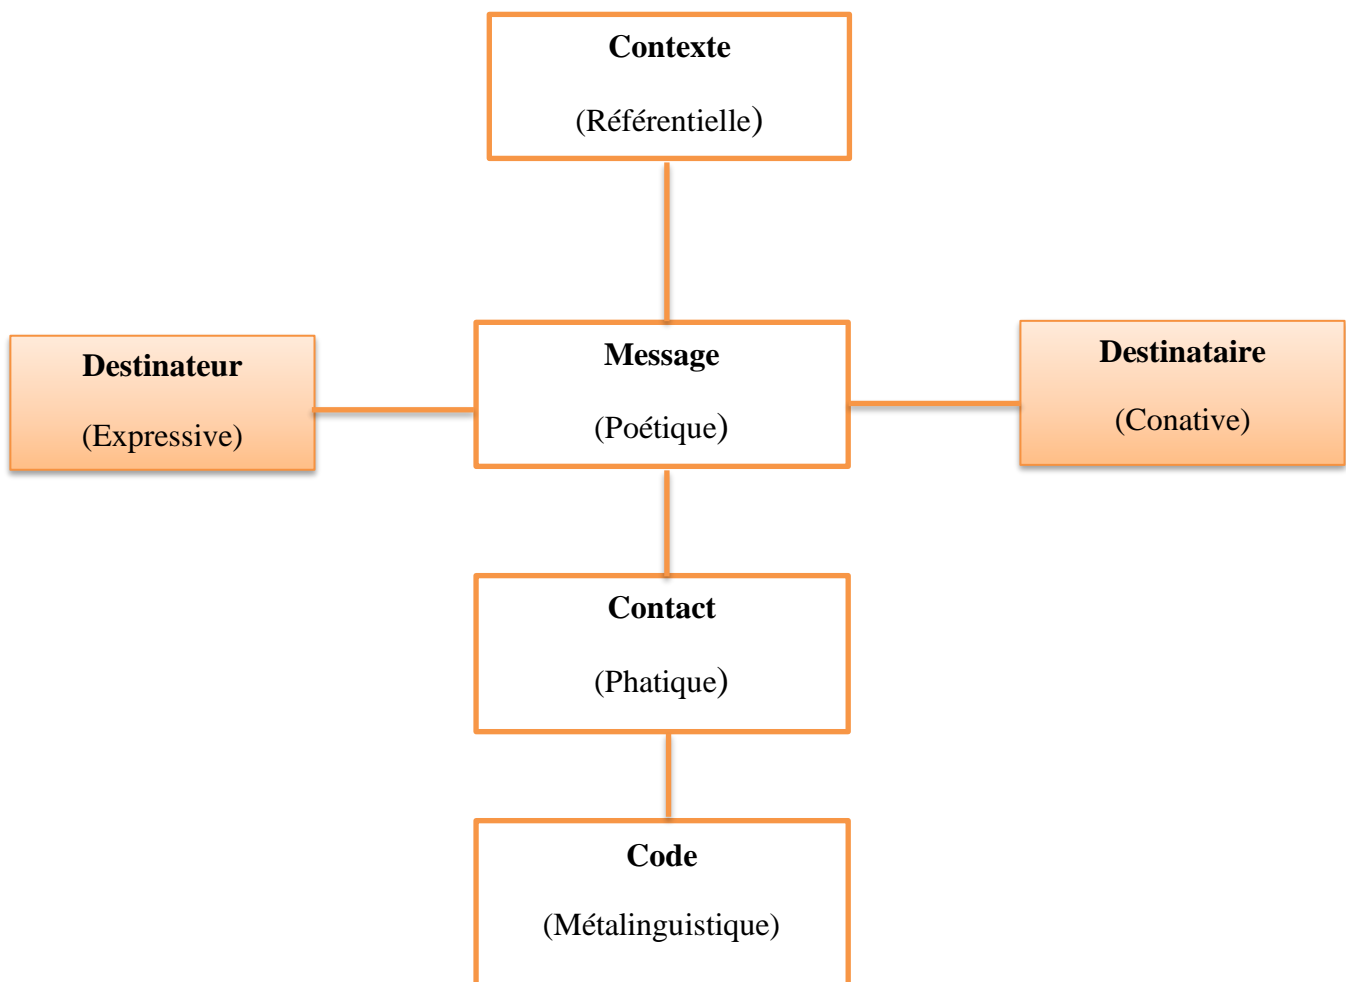 Contexte
(Référentielle)
Destinateur
(Expressive)
Message
(Poétique)
Destinataire
(Conative)
Contact
(Phatique)
Code
(Métalinguistique)